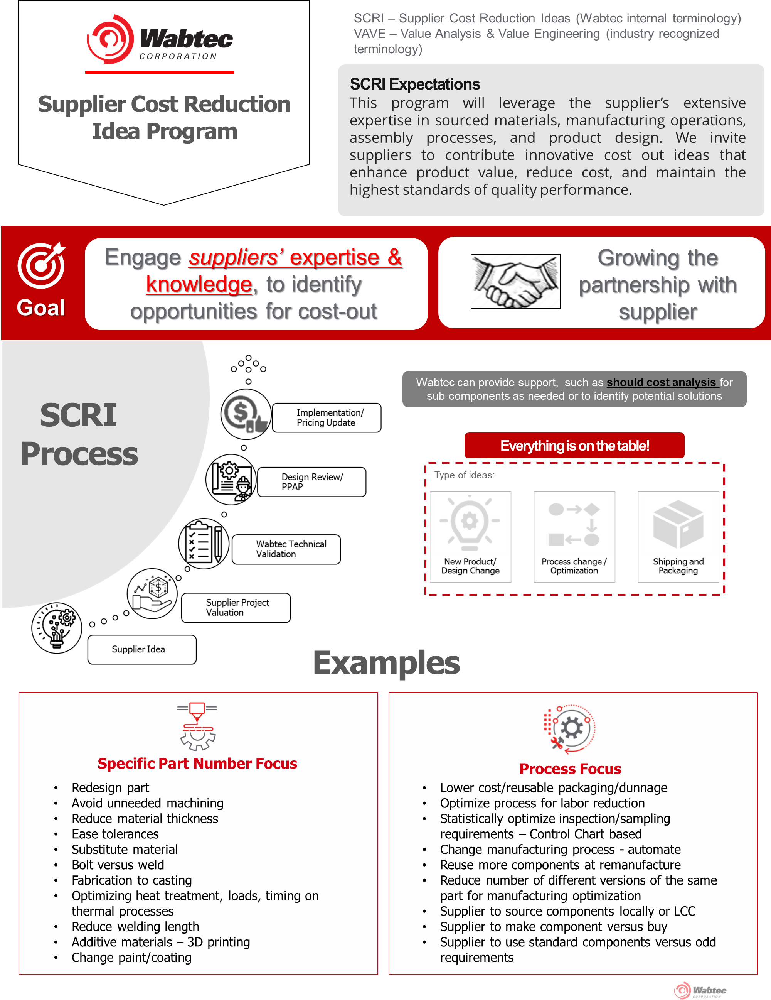 Wabtec
CORPORATION
Supplier Cost Reduction
Idea Program
SCRI – Supplier Cost Reduction Ideas (Wabtec internal terminology)
VAVE – Value Analysis & Value Engineering (industry recognized
terminology)
SCRI Expectations
This program will leverage the supplier’s extensive
expertise in sourced materials, manufacturing operations,
assembly processes, and product design. We invite
suppliers to contribute innovative cost out ideas that
enhance product value, reduce cost, and maintain the
highest standards of quality performance.
Goal
Engage suppliers’ expertise &
knowledge, to identify
opportunities for cost-out
Growing the
partnership with
supplier
SCRI
Process
Implementation/
Pricing Update
Design Review/
PPAP
Wabtec Technical
Validation
Supplier Project
Valuation
Supplier Idea
Wabtec can provide support, such as should cost analysis for
sub-components as needed or to identify potential solutions
Everything is on the table!
Type of ideas:
New Product/
Design Change
Process change /
Optimization
Shipping and
Packaging
Examples
Specific Part Number Focus
• Redesign part
• Avoid unneeded machining
• Reduce material thickness
• Ease tolerances
• Substitute material
• Bolt versus weld
• Fabrication to casting
• Optimizing heat treatment, loads, timing on
thermal processes
• Reduce welding length
• Additive materials – 3D printing
• Change paint/coating
Process Focus
• Lower cost/reusable packaging/dunnage
• Optimize process for labor reduction
• Statistically optimize inspection/sampling
requirements – Control Chart based
• Change manufacturing process - automate
• Reuse more components at remanufacture
• Reduce number of different versions of the same
part for manufacturing optimization
• Supplier to source components locally or LCC
• Supplier to make component versus buy
• Supplier to use standard components versus odd
requirements
Wabtec
CORPORATION